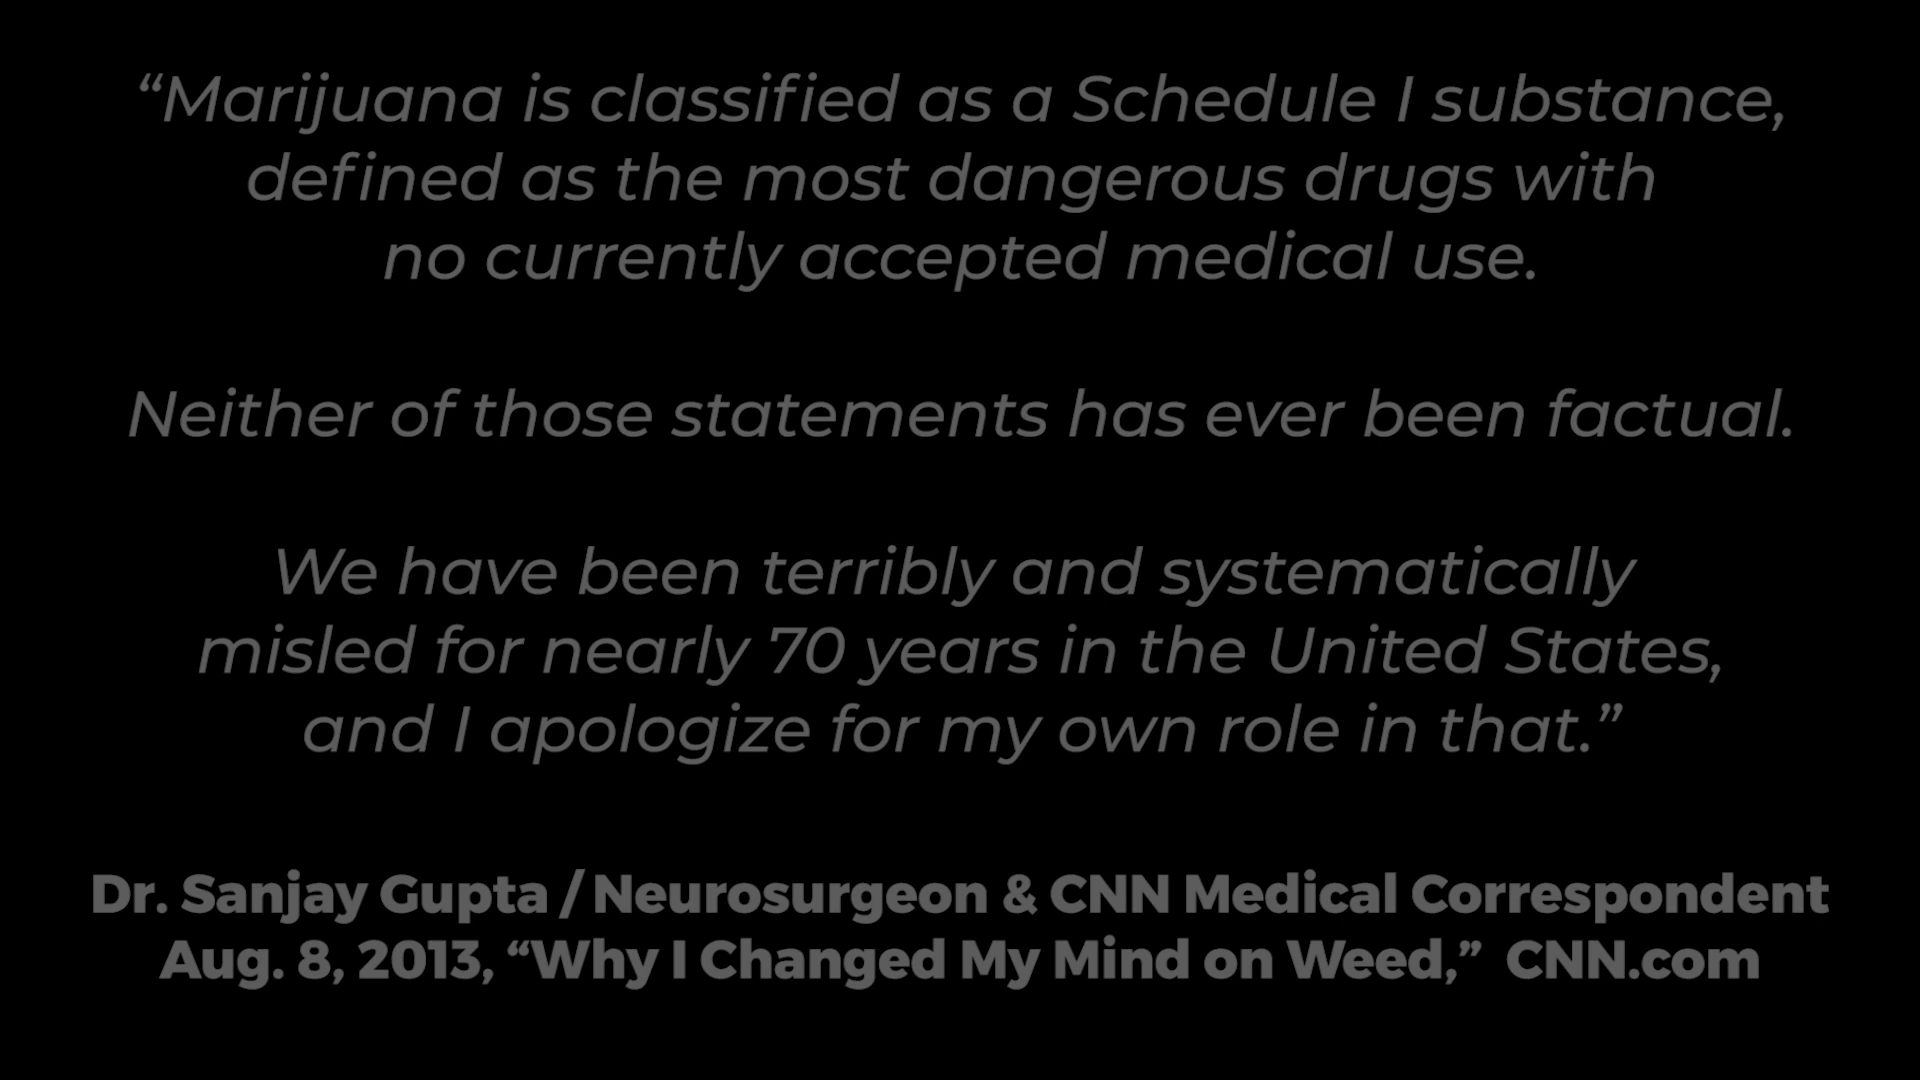 “Marijuana is classified as a Schedule I substance,
defined as the most dangerous drugs with
no currently accepted medical use.
Neither of those statements has ever been factual.
We have been terribly and systematically
misled for nearly 70 years in the United States,
and I apologize for my own role in that.”
Dr. Sanjay Gupta / Neurosurgeon & CNN Medical Correspondent
Aug. 8, 2013, “Why I Changed My Mind on Weed,” CNN.com